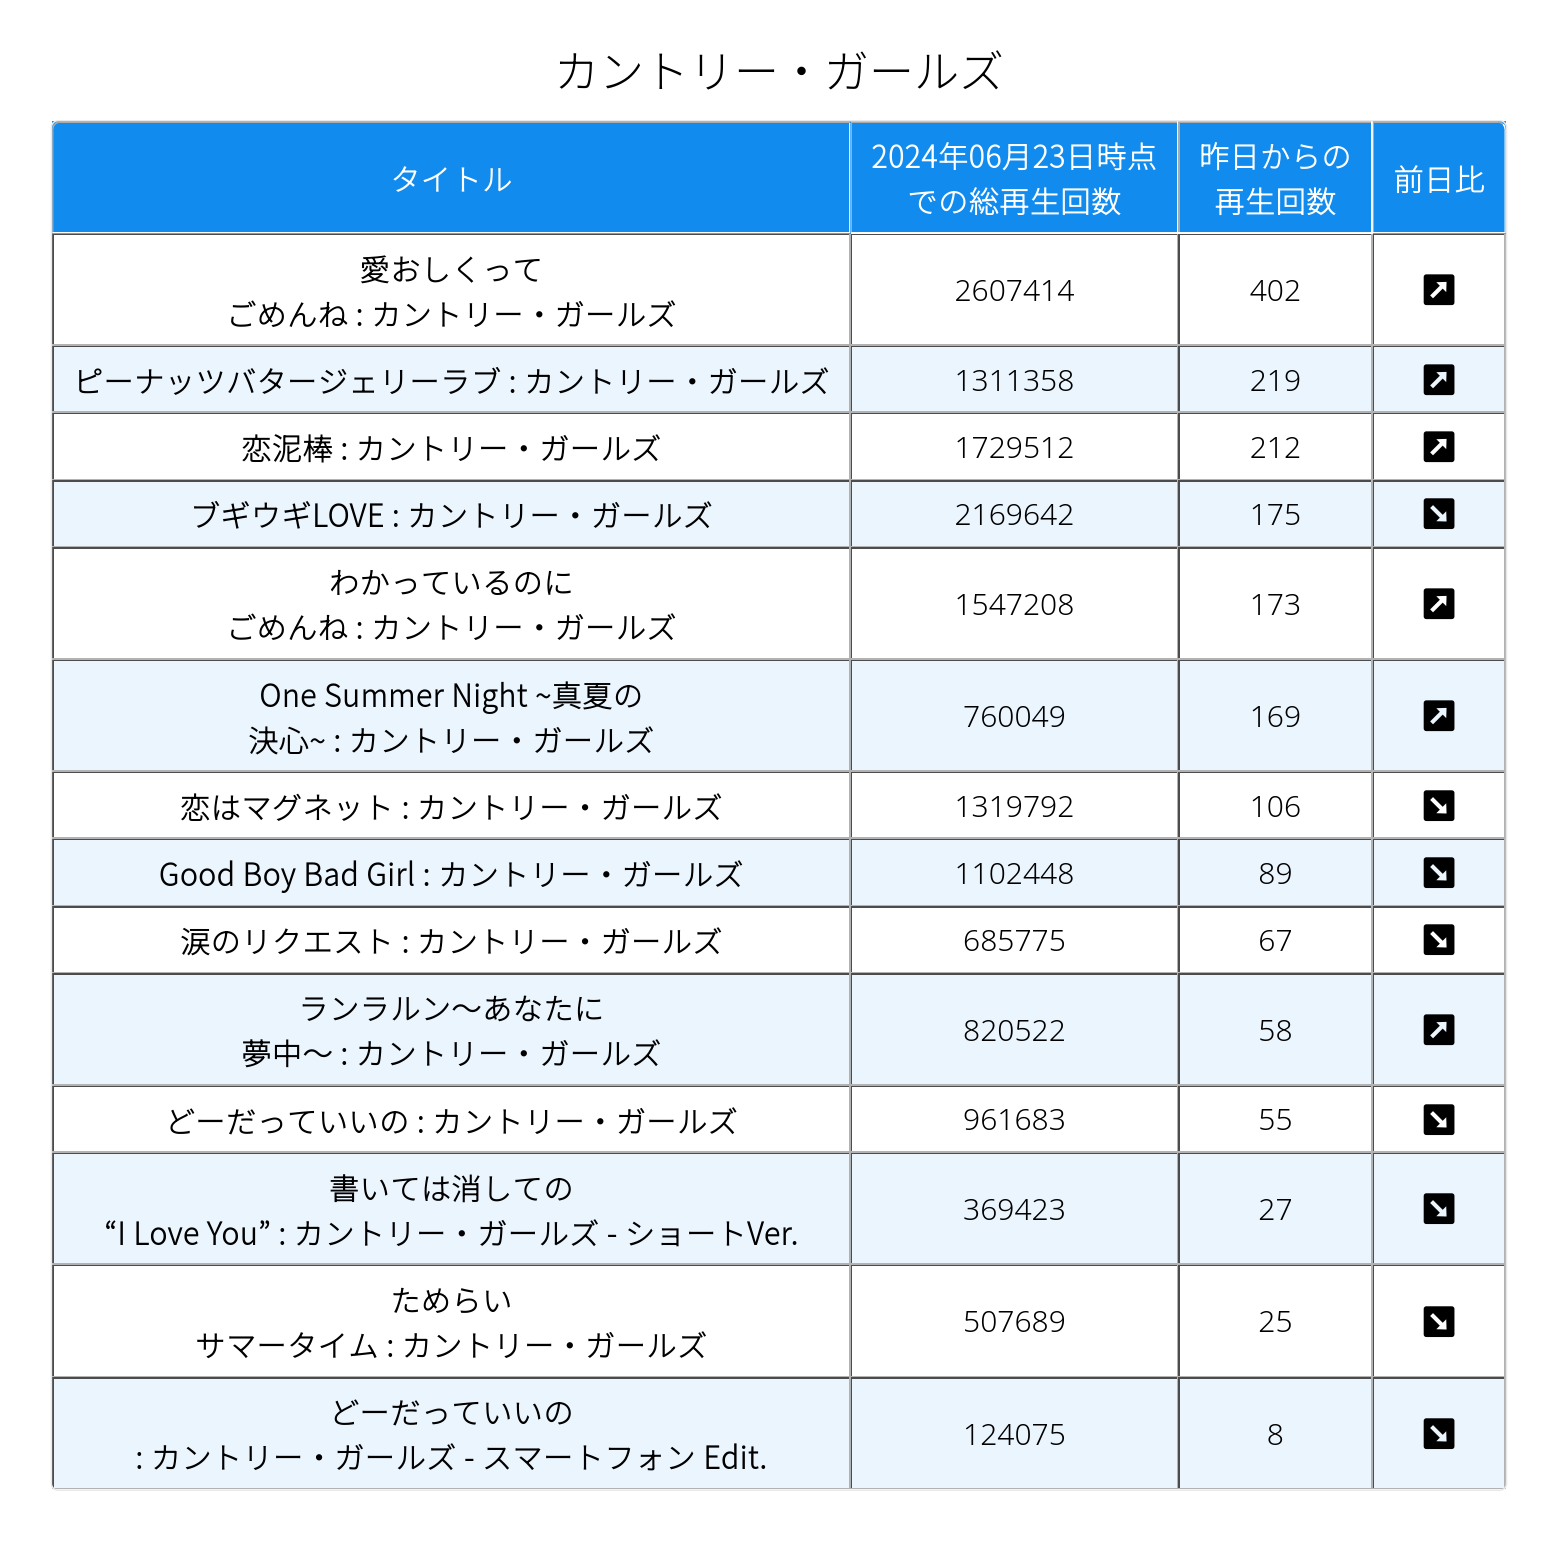 カントリー・ガールズ
タイトル
2024年06月23日時点
での総再生回数
昨日からの
再生回数
前日比
愛おしくって
ごめんね : カントリー・ガールズ
2607414
402
ピーナッツバタージェリーラブ : カントリー・ガールズ
1311358
219
恋泥棒 : カントリー・ガールズ
1729512
212
ブギウギLOVE : カントリー・ガールズ
2169642
175
わかっているのに
ごめんね : カントリー・ガールズ
1547208
173
One Summer Night ~真夏の
決心~ : カントリー・ガールズ
760049
169
恋はマグネット : カントリー・ガールズ
1319792
106
Good Boy Bad Girl : カントリー・ガールズ
1102448
89
涙のリクエスト : カントリー・ガールズ
685775
67
ランラルン～あなたに
夢中～ : カントリー・ガールズ
820522
58
どーだっていいの : カントリー・ガールズ
961683
55
書いては消しての
“I Love You” : カントリー・ガールズ - ショートVer.
369423
27
ためらい
サマータイム : カントリー・ガールズ
507689
25
どーだっていいの
: カントリー・ガールズ - スマートフォン Edit.
124075
8